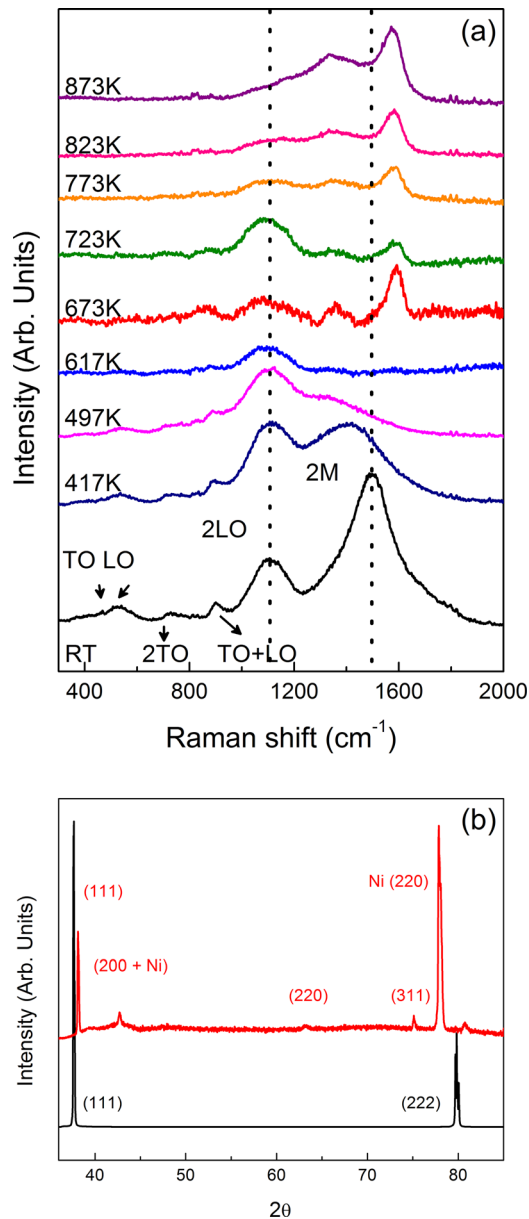 (a)
873K
823K
773K
723K
673K
617K
497K
417K
2M
2LO
TO LO
RT
2TO
TO+LO
Intensity (Arb. Units)
400 800 1200 1600 2000
Raman shift (cm⁻¹)
(b)
(111)
Ni (220)
(200 + Ni)
(220)
(311)
(111)
(222)
Intensity (Arb. Units)
40 50 60 70 80
2θ